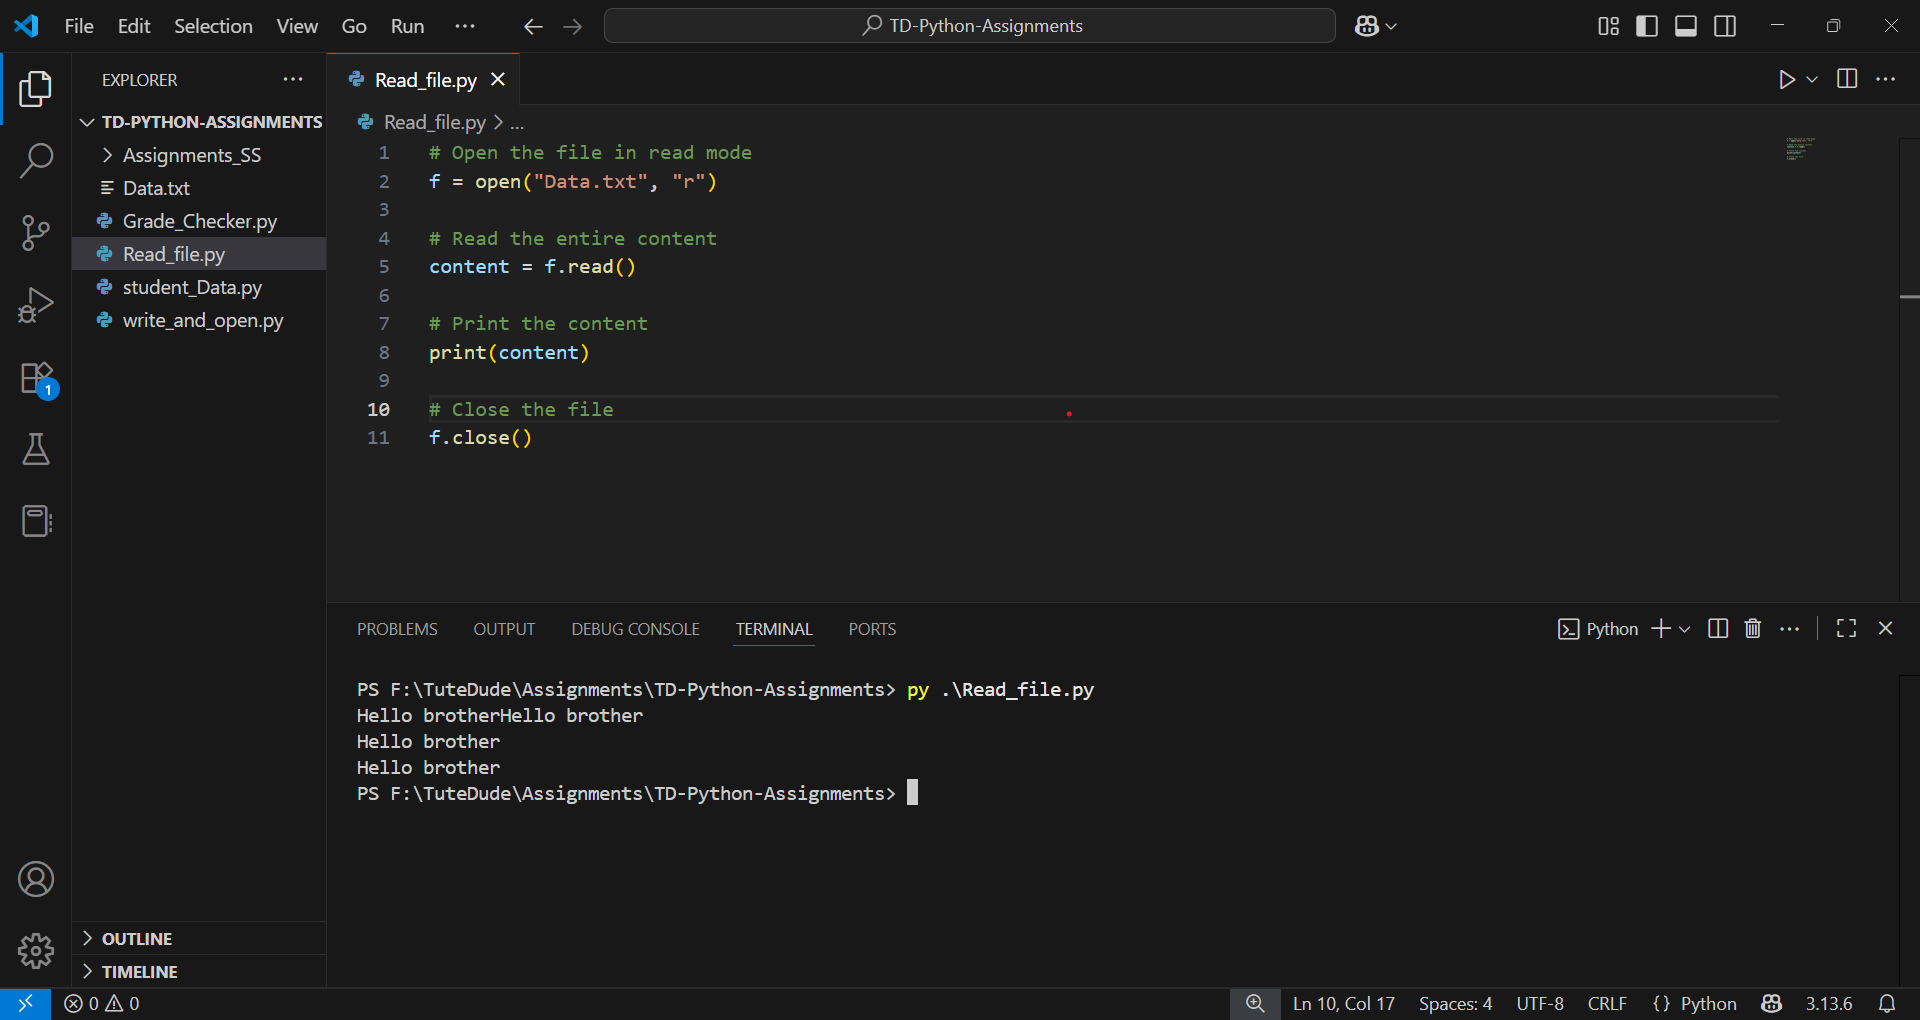 File Edit Selection View Go Run ··· TD-Python-Assignments
EXPLORER ···
TD-PYTHON-ASSIGNMENTS
Assignments_SS
Data.txt
Grade_Checker.py
Read_file.py
student_Data.py
write_and_open.py
1
OUTLINE
TIMELINE
Read_file.py
Read_file.py > ...
1 # Open the file in read mode
2 f = open("Data.txt", "r")
3
4 # Read the entire content
5 content = f.read()
6
7 # Print the content
8 print(content)
9
10 # Close the file
11 f.close()
PROBLEMS OUTPUT DEBUG CONSOLE TERMINAL PORTS Python
PS F:\TuteDude\Assignments\TD-Python-Assignments> py .\Read_file.py
Hello brotherHello brother
Hello brother
Hello brother
PS F:\TuteDude\Assignments\TD-Python-Assignments>
0 0 Ln 10, Col 17 Spaces: 4 UTF-8 CRLF {} Python 3.13.6